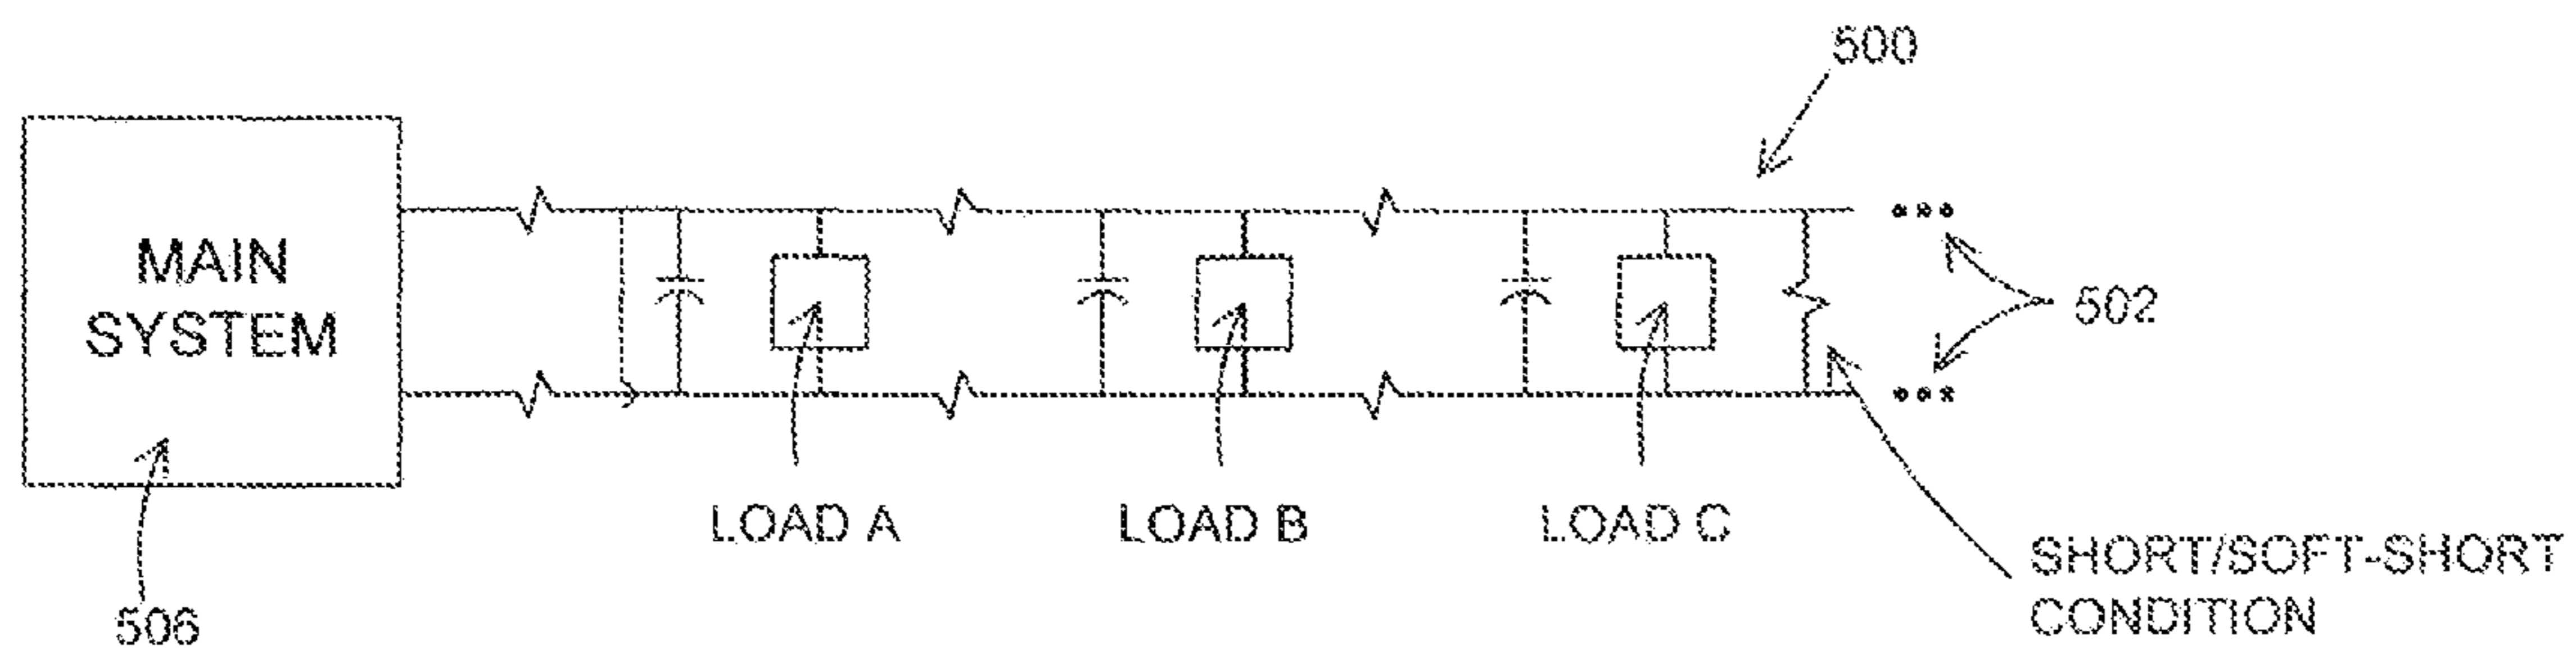 500
MAIN
SYSTEM
502
LOAD A
LOAD B
LOAD C
SHORT/SOFT-SHORT
CONDITION
506